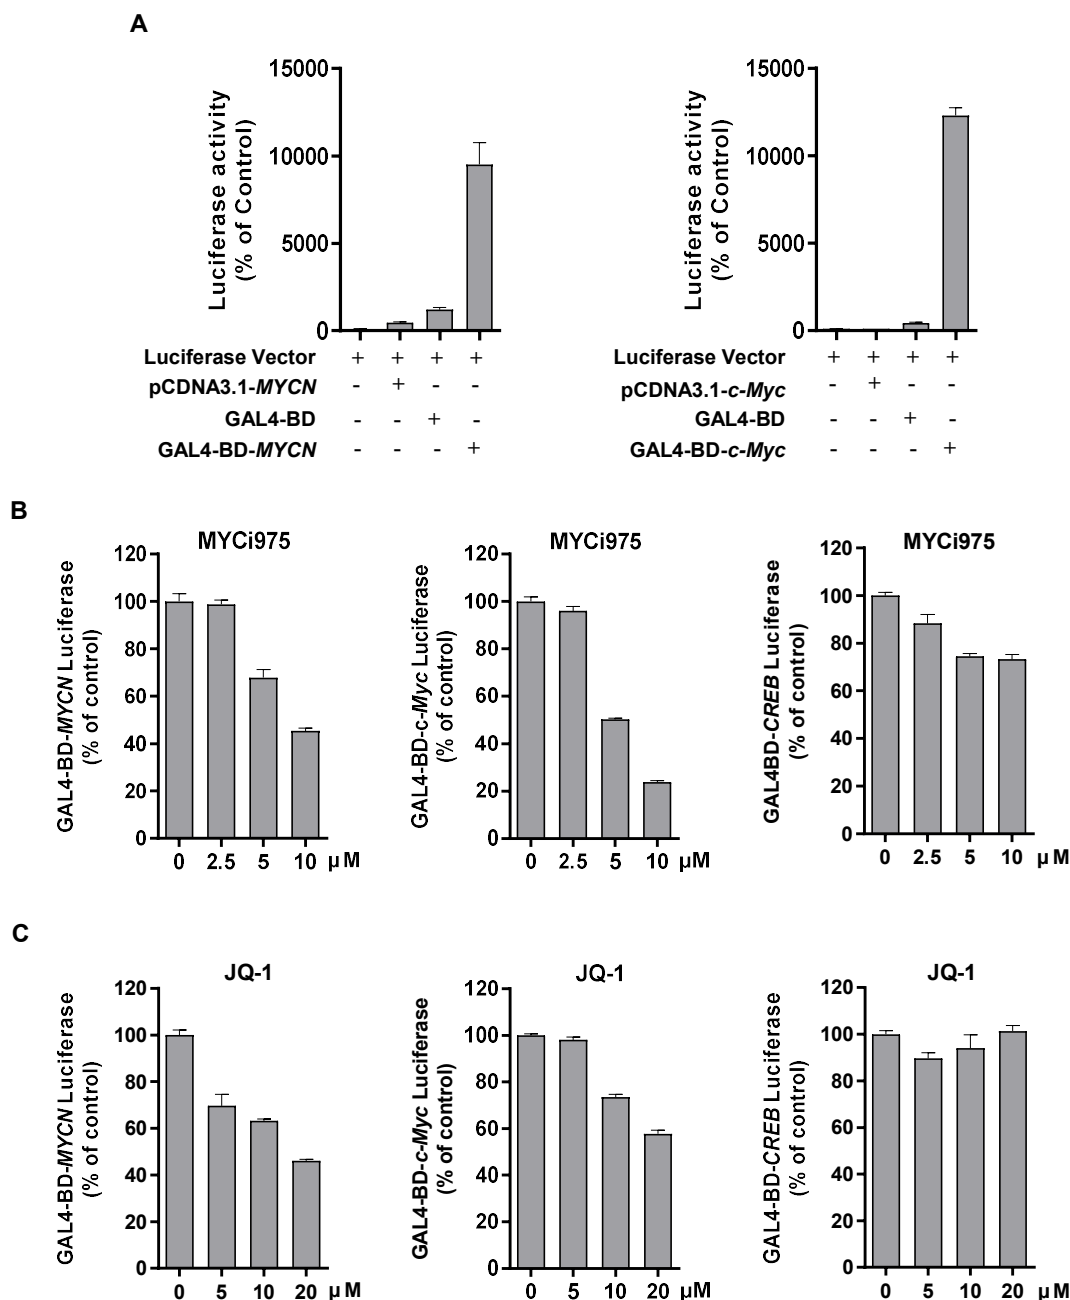 A
Luciferase activity
(% of Control)
15000
10000
5000
0
Luciferase Vector + + + +
pCDNA3.1-MYCN - + - -
GAL4-BD - - + -
GAL4-BD-MYCN - - - +
Luciferase activity
(% of Control)
15000
10000
5000
0
Luciferase Vector + + + +
pCDNA3.1-c-Myc - + - -
GAL4-BD - - + -
GAL4-BD-c-Myc - - - +
B
MYCi975
GAL4-BD-MYCN Luciferase
(% of control)
120
100
80
60
40
20
0
0 2.5 5 10 μM
MYCi975
GAL4-BD-c-Myc Luciferase
(% of control)
120
100
80
60
40
20
0
0 2.5 5 10 μM
MYCi975
GAL4BD-CREB Luciferase
(% of control)
120
100
80
60
40
20
0
0 2.5 5 10 μM
C
JQ-1
GAL4-BD-MYCN Luciferase
(% of control)
120
100
80
60
40
20
0
0 5 10 20 μM
JQ-1
GAL4-BD-c-Myc Luciferase
(% of control)
120
100
80
60
40
20
0
0 5 10 20 μM
JQ-1
GAL4-BD-CREB Luciferase
(% of control)
120
100
80
60
40
20
0
0 5 10 20 μM